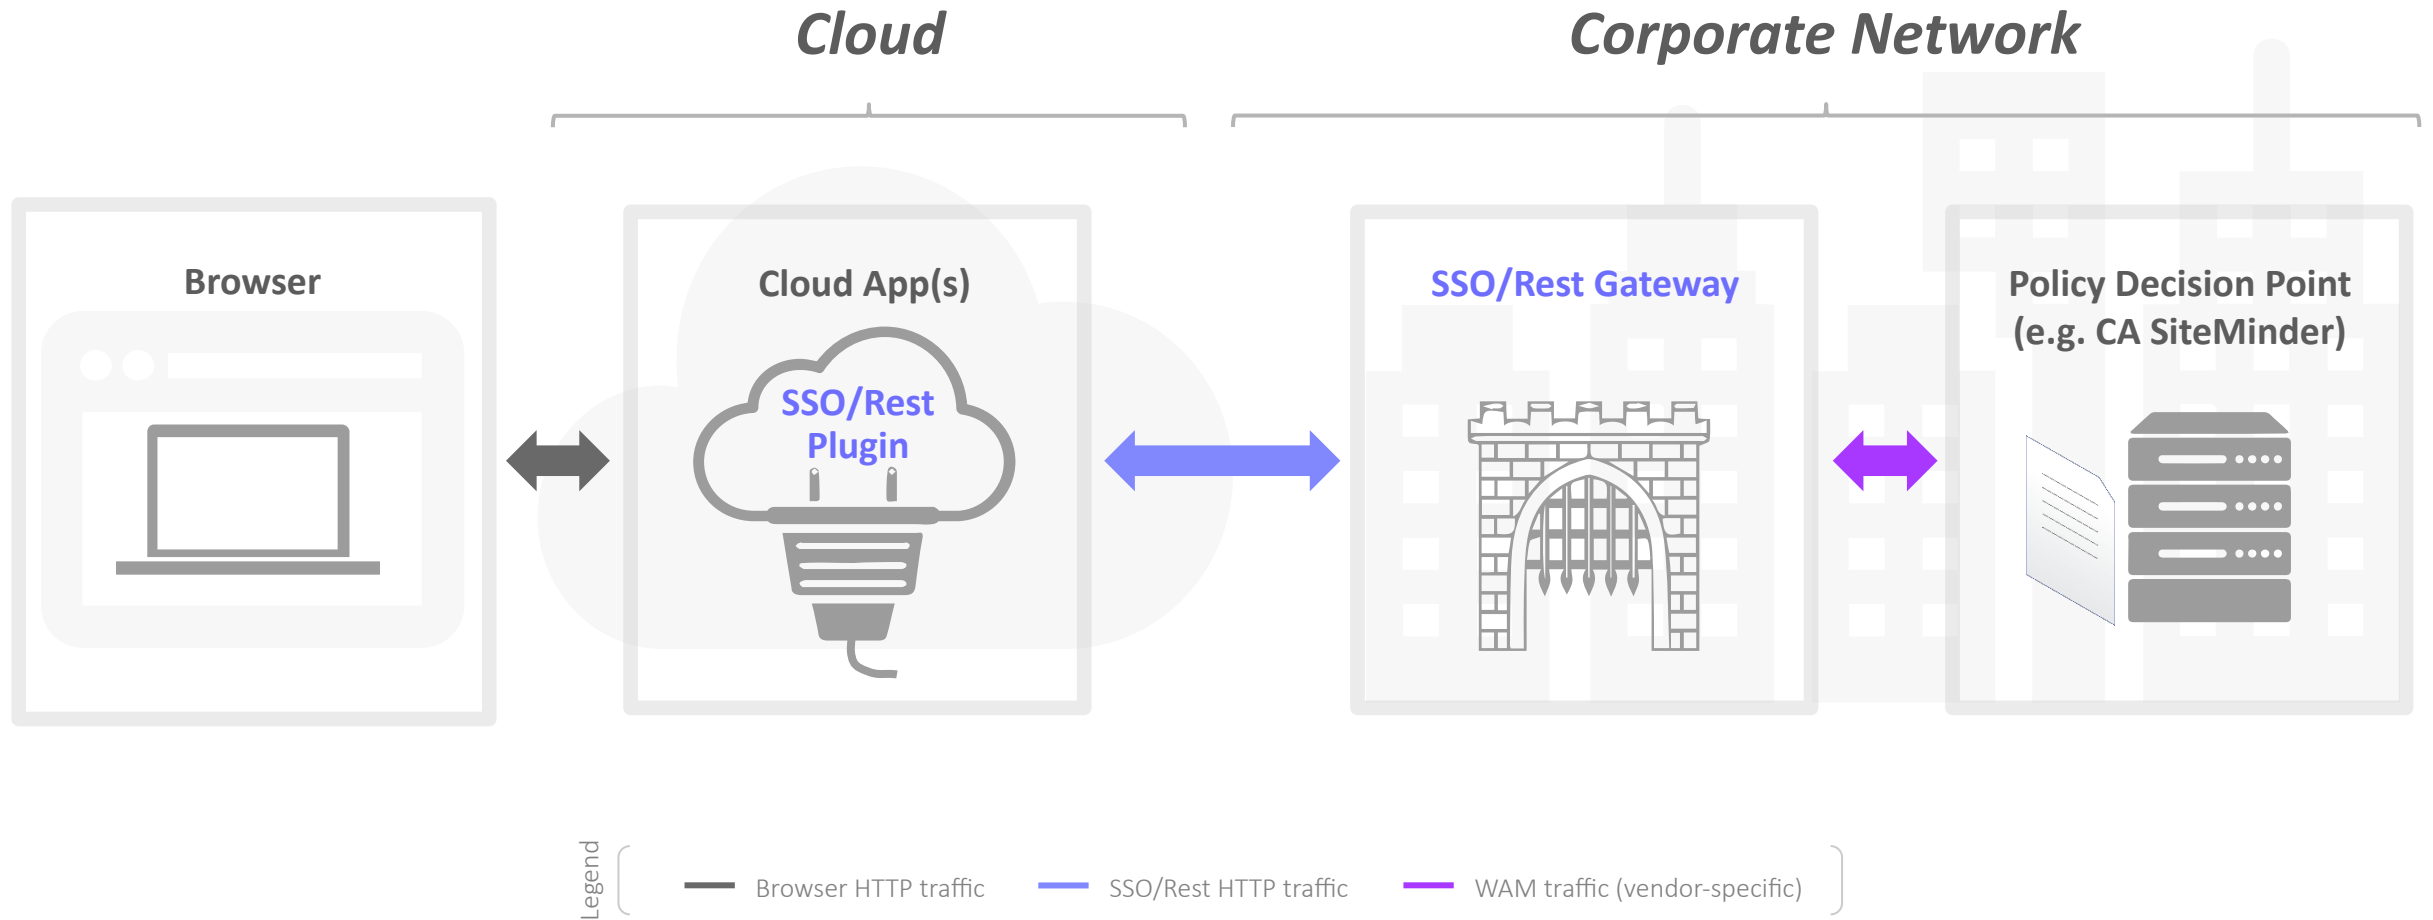 Cloud
Corporate Network
Browser
Cloud App(s)
SSO/Rest
Plugin
SSO/Rest Gateway
Policy Decision Point
(e.g. CA SiteMinder)
Legend
Browser HTTP traffic
SSO/Rest HTTP traffic
WAM traffic (vendor-specific)